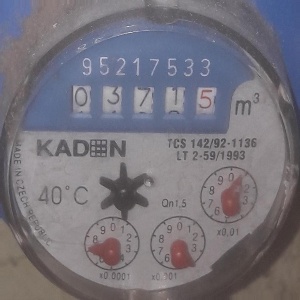 95217533
03715 m³
KADEN TCS 142/92-1136
LT 2-59/1993
MADE IN CZECH REPUBLIC
40°C
Qn1,5
x0.01
x0.0001
x0.001